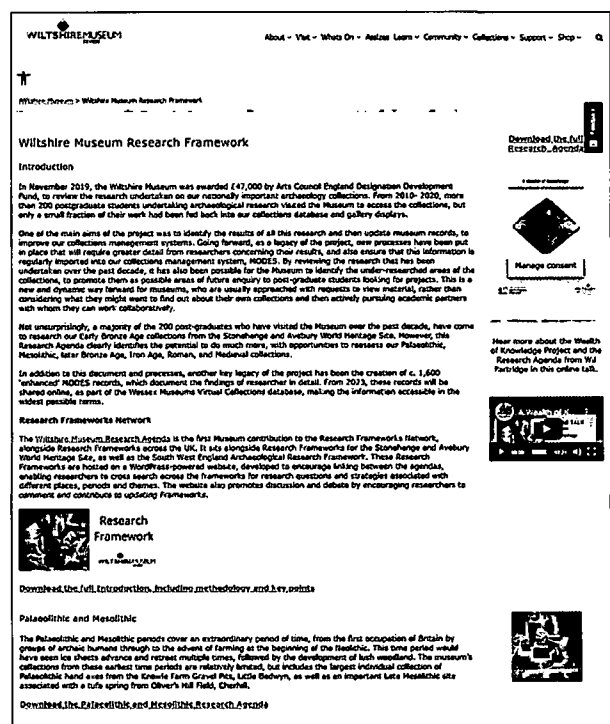 WILTSHIRE MUSEUM
DEVIZES
About Visit Whats On Assizes Learn Community Collections Support Shop
Wiltshire Museum > Wiltshire Museum Research Framework
Wiltshire Museum Research Framework
Download the full
Research Agenda
Introduction
In November 2019, the Wiltshire Museum was awarded £47,000 by Arts Council England Designation Development
Fund, to review the research undertaken on our nationally important archaeology collections. From 2010- 2020, more
than 200 postgraduate students undertaking archaeological research visited the Museum to access the collections, but
only a small fraction of their work had been fed back into our collections database and gallery displays.
One of the main aims of the project was to identify the results of all this research and then update museum records, to
improve our collections management systems. Going forward, as a legacy of the project, new processes have been put
in place that will require greater detail from researchers concerning their results, and also ensure that this information is
regularly imported into our collections management system, MODES. By reviewing the research that has been
undertaken over the past decade, it has also been possible for the Museum to identify the under-researched areas of the
collections, to promote them as possible areas of future enquiry to post-graduate students looking for projects. This is a
new and dynamic way forward for museums, who do usually approached with requests to view material, rather than
considering what they might want to find out about their own collections and then actively pursuing academic partners
with whom they can work collaboratively.
Manage consent
Not unsurprisingly, a majority of the 200 post-graduates who have visited the Museum over the past decade, have come
to research our Early Bronze Age collections from the Stonehenge and Avebury World Heritage Site. However, this
Research Agenda clearly identifies the potential to do much more, with opportunities to reassess our Palaeolithic,
Mesolithic, later Bronze Age, Iron Age, Roman, and Medieval collections.
Hear more about the Wealth
of Knowledge Project and the
Research Agenda from Wil
Partridge in this online talk.
In addition to this document and processes, another key legacy of the project has been the creation of c. 1,600
'enhanced' MODES records, which document the findings of researcher in detail. From 2023, these records will be
shared online, as part of the Wessex Museums Virtual Collections database, making the information accessible in the
widest possible terms.
A Wealth of K
Research Frameworks Network
The Wiltshire Museum Research Agenda is the first Museum contribution to the Research Frameworks Network,
alongside Research Frameworks across the UK. It sits alongside Research Frameworks for the Stonehenge and Avebury
World Heritage Site, as well as the South West England Archaeological Research Framework. These Research
Frameworks are hosted on a WordPress-powered website, developed to encourage linking between the agendas,
enabling researchers to cross search across the frameworks for research questions and strategies associated with
different places, periods and themes. The website also promotes discussion and debate by encouraging researchers to
comment and contribute to updating Frameworks.
Research
Framework
WILTSHIRE MUSEUM
Download the full Introduction, including methodology and key points
Palaeolithic and Mesolithic
The Palaeolithic and Mesolithic periods cover an extraordinary period of time, from the first occupation of Britain by
groups of archaic humans through to the advent of farming at the beginning of the Neolithic. This time period would
have seen ice sheets advance and retreat multiple times, followed by the development of lush woodland. The museum's
collections from these earliest time periods are relatively limited, but includes the largest individual collection of
Palaeolithic hand axes from the Knowle Farm Gravel Pits, Little Bedwyn, as well as an important Late Mesolithic site
associated with a tufa spring from Oliver's Hill Field, Cherhill.
Download the Palaeolithic and Mesolithic Research Agenda